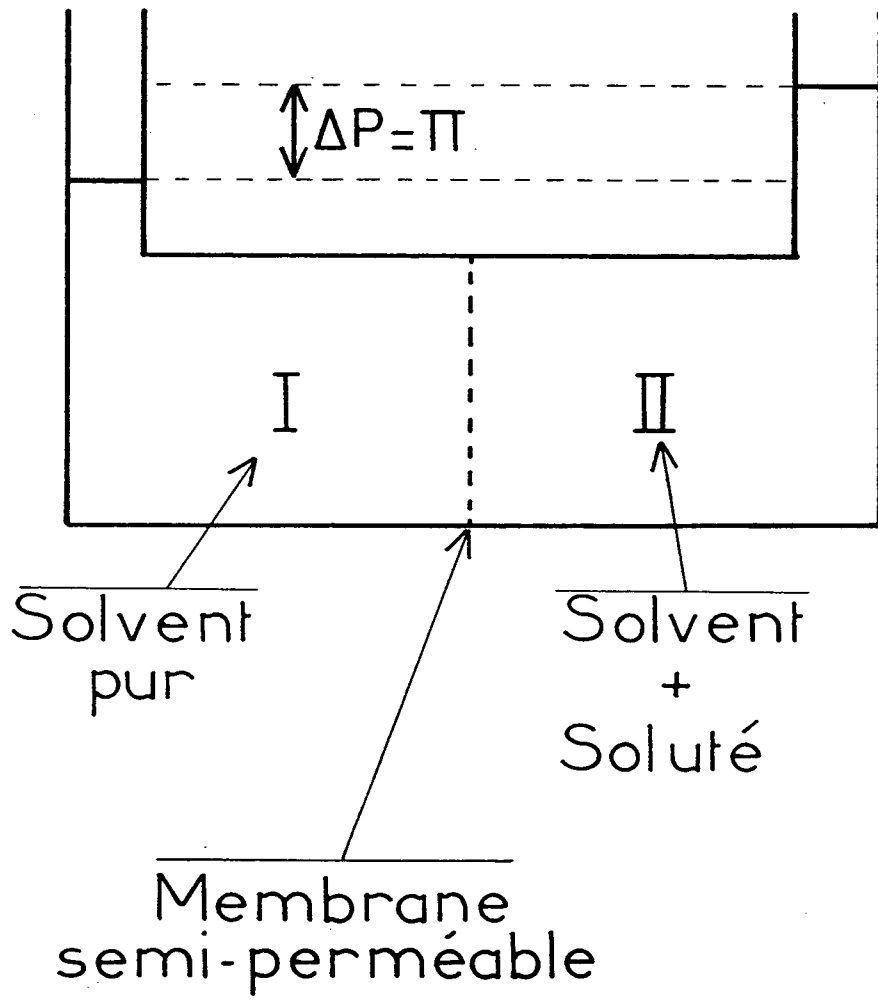 ΔP = Π
I
II
Solvent
pur
Solvent
+
Soluté
Membrane
semi-perméable